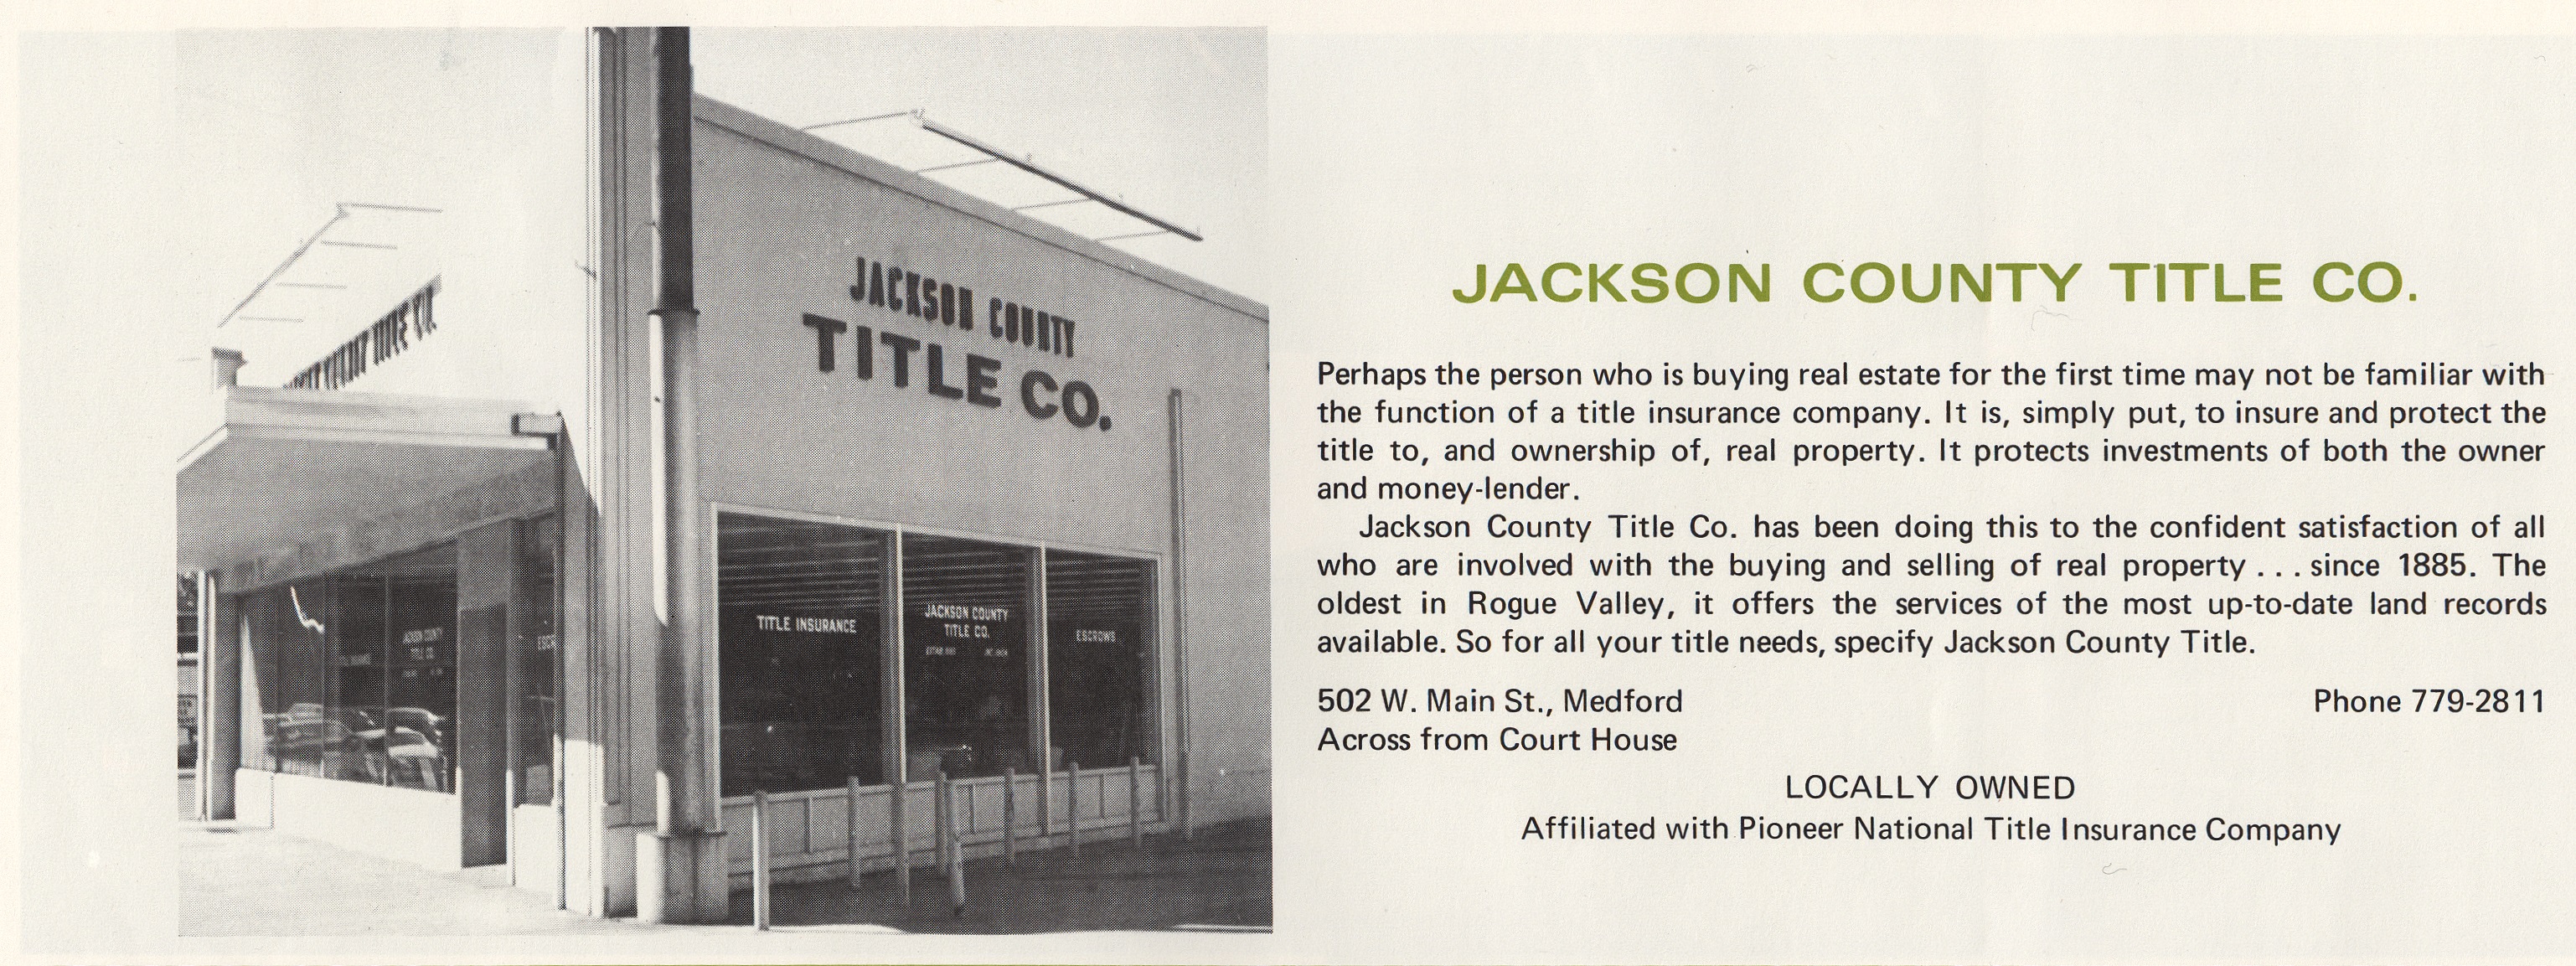 JACKSON COUNTY
TITLE CO.
TITLE INSURANCE
JACKSON COUNTY
TITLE CO.
ESCROWS
JACKSON COUNTY
TITLE CO.
JACKSON COUNTY TITLE CO.
Perhaps the person who is buying real estate for the first time may not be familiar with
the function of a title insurance company. It is, simply put, to insure and protect the
title to, and ownership of, real property. It protects investments of both the owner
and money-lender.
Jackson County Title Co. has been doing this to the confident satisfaction of all
who are involved with the buying and selling of real property . . . since 1885. The
oldest in Rogue Valley, it offers the services of the most up-to-date land records
available. So for all your title needs, specify Jackson County Title.
502 W. Main St., Medford Phone 779-2811
Across from Court House
LOCALLY OWNED
Affiliated with Pioneer National Title Insurance Company